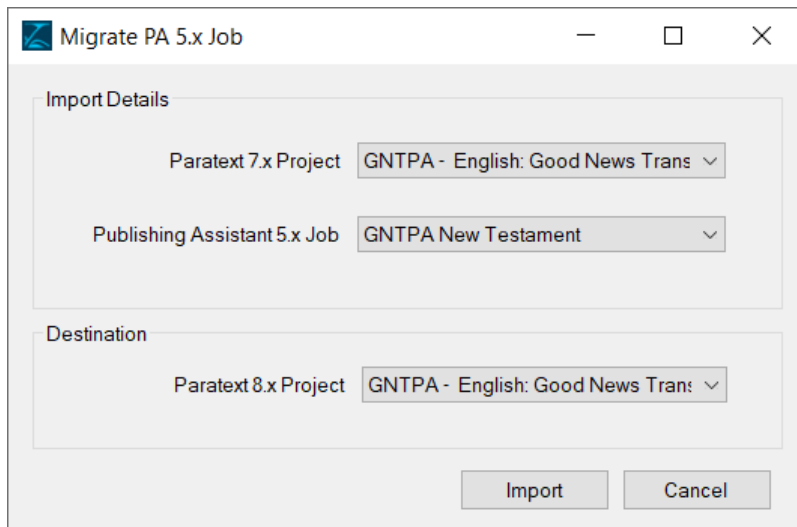 Migrate PA 5.x Job
Import Details
Paratext 7.x Project GNTPA - English: Good News Trans
Publishing Assistant 5.x Job GNTPA New Testament
Destination
Paratext 8.x Project GNTPA - English: Good News Trans
Import Cancel